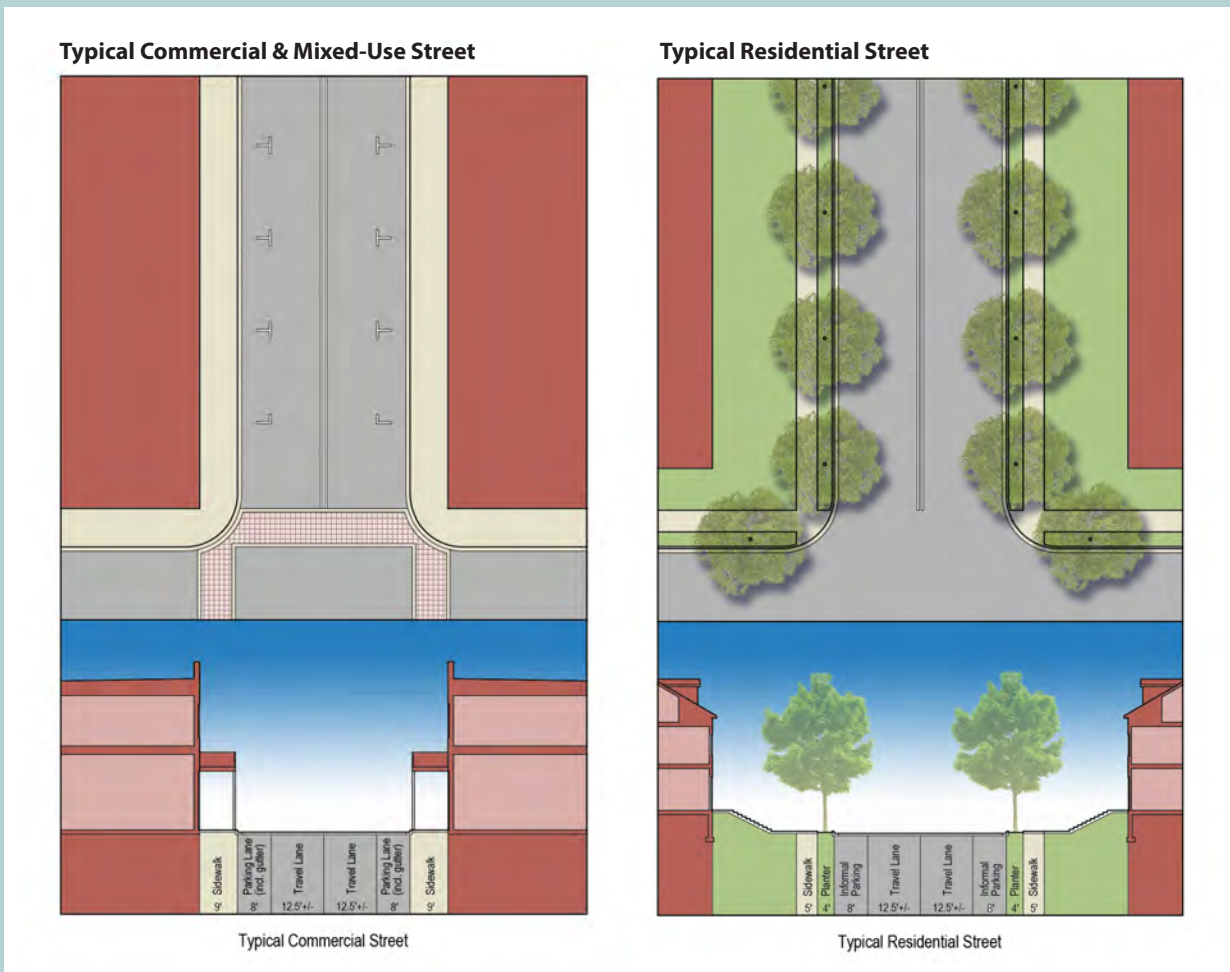 Typical Commercial & Mixed-Use Street
Sidewalk
Parking Lane
(incl. gutter)
Travel Lane
Travel Lane
Parking Lane
(incl. gutter)
Sidewalk
9'
8'
12.5'+/-
12.5'+/-
8'
9'
Typical Commercial Street
Typical Residential Street
Sidewalk
Planter
Informal
Parking
Travel Lane
Travel Lane
Informal
Parking
Planter
Sidewalk
5'
4'
8'
12.5'+/-
12.5'+/-
8'
4'
5'
Typical Residential Street